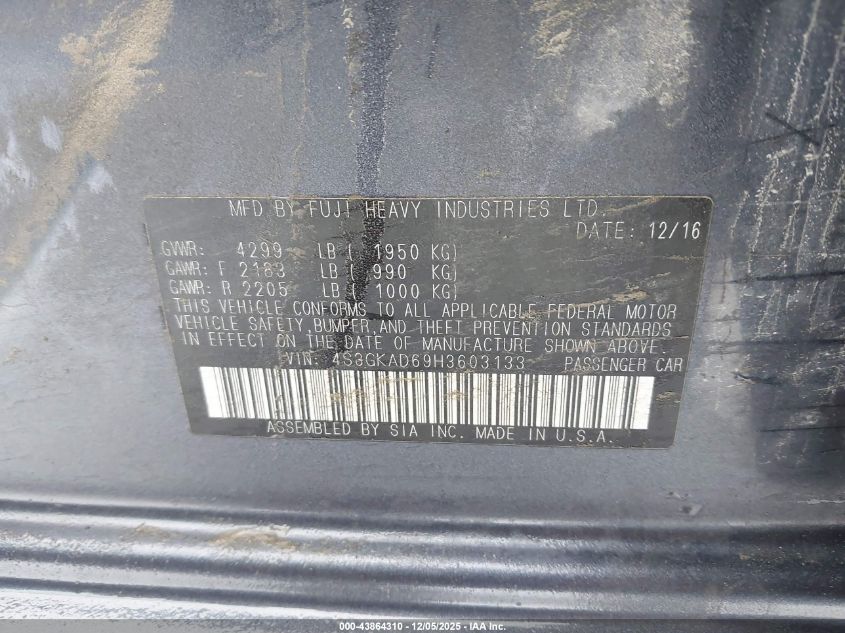 MFD BY FUJI HEAVY INDUSTRIES LTD.
DATE: 12/16
GVWR: 4299 LB ( 1950 KG)
GAWR: F 2183 LB ( 990 KG)
GAWR: R 2205 LB ( 1000 KG)
THIS VEHICLE CONFORMS TO ALL APPLICABLE FEDERAL MOTOR
VEHICLE SAFETY, BUMPER, AND THEFT PREVENTION STANDARDS
IN EFFECT ON THE DATE OF MANUFACTURE SHOWN ABOVE.
VIN: 4S3GKAD69H3603133 PASSENGER CAR
ASSEMBLED BY SIA INC. MADE IN U.S.A.
000-43864310 - 12/05/2025 - IAA Inc.